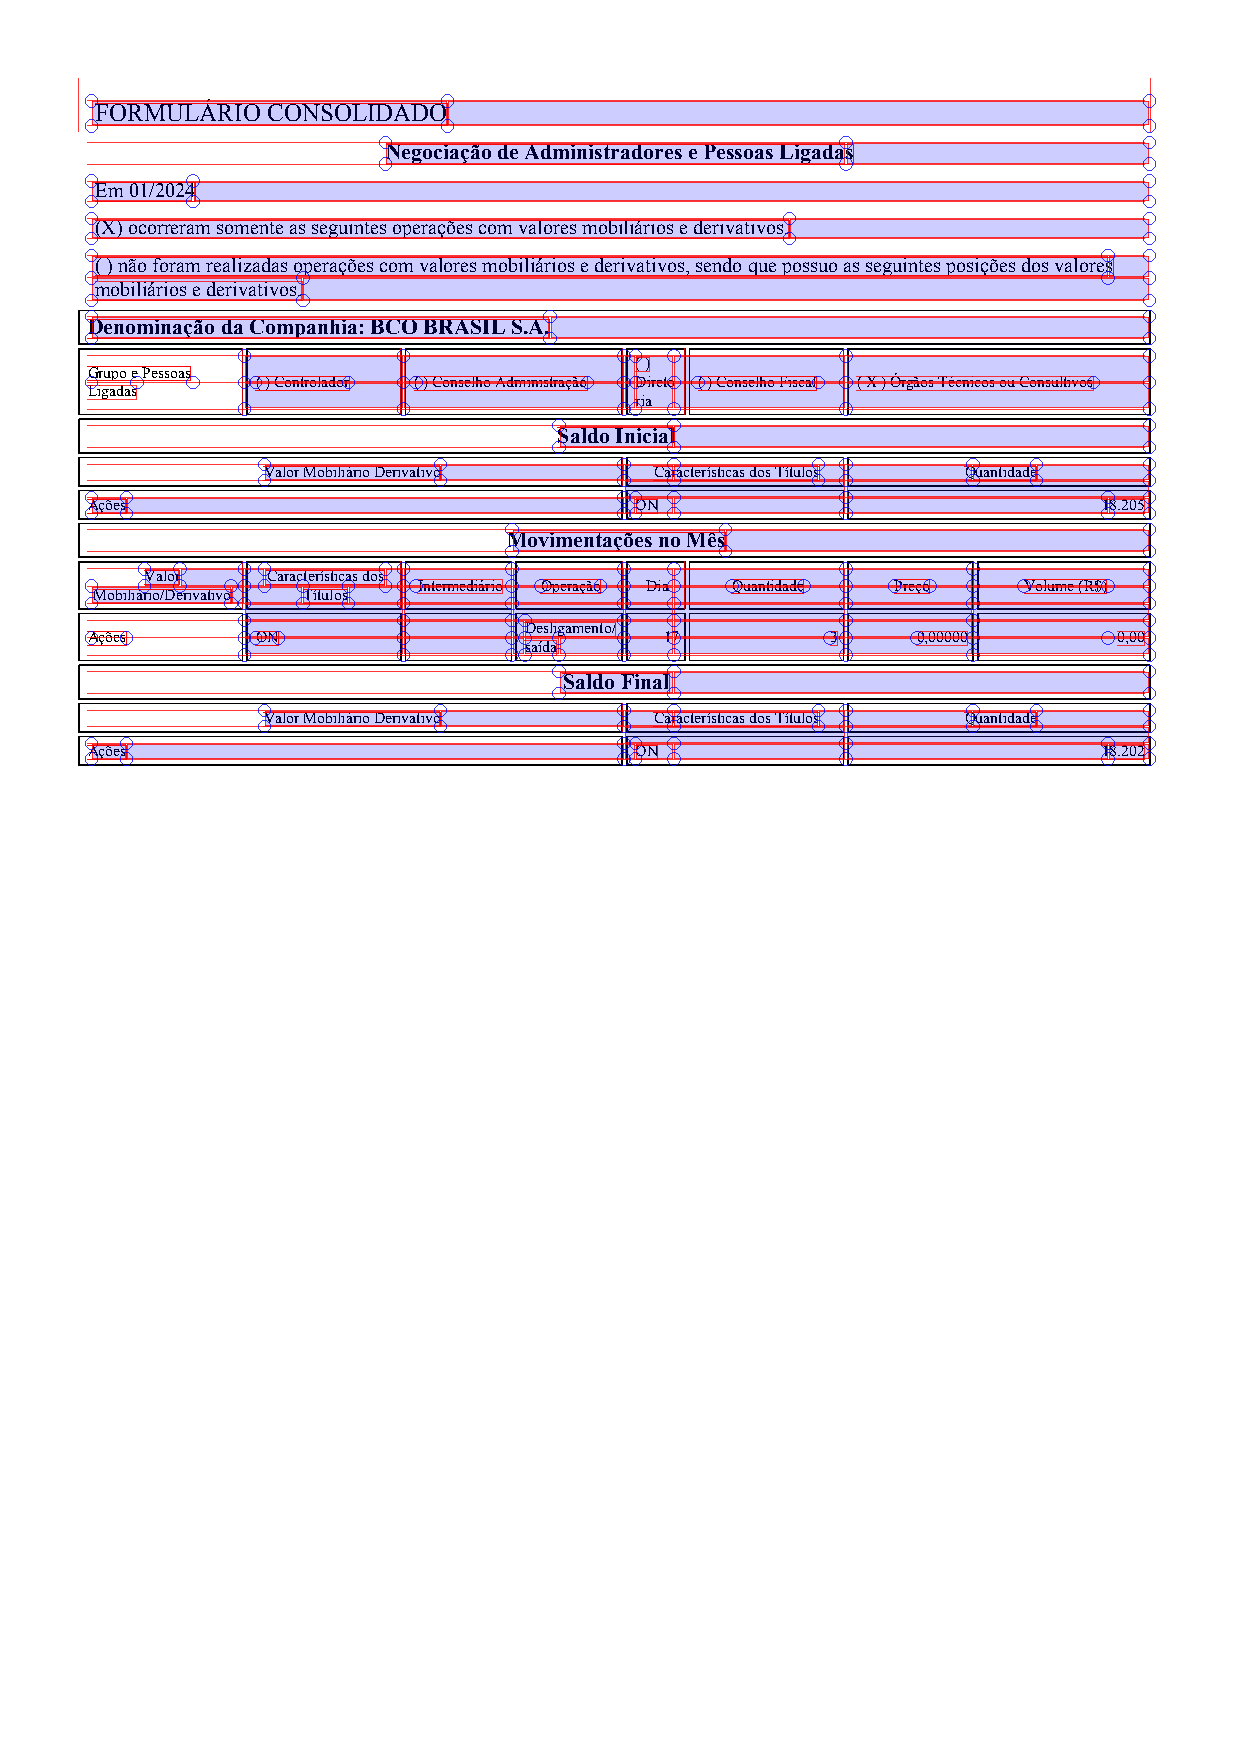 FORMULÁRIO CONSOLIDADO
Negociação de Administradores e Pessoas Ligadas
Em 01/2024
(X) ocorreram somente as seguintes operações com valores mobiliários e derivativos
( ) não foram realizadas operações com valores mobiliários e derivativos, sendo que possuo as seguintes posições dos valores
mobiliários e derivativos
Denominação da Companhia: BCO BRASIL S.A.
Grupo e Pessoas
Ligadas
( ) Controlador
( ) Conselho Administração
( )
Direto
ria
( ) Conselho Fiscal
( X ) Órgãos Técnicos ou Consultivos
Saldo Inicial
Valor Mobiliário Derivativo Características dos Títulos Quantidade
Ações ON 18.205
Movimentações no Mês
Valor
Mobiliário/Derivativo
Características dos
Títulos
Intermediário Operação Dia Quantidade Preço Volume (R$)
Ações ON
Desligamento/
saída
17 3 0,00000 0,00
Saldo Final
Valor Mobiliário Derivativo Características dos Títulos Quantidade
Ações ON 18.202